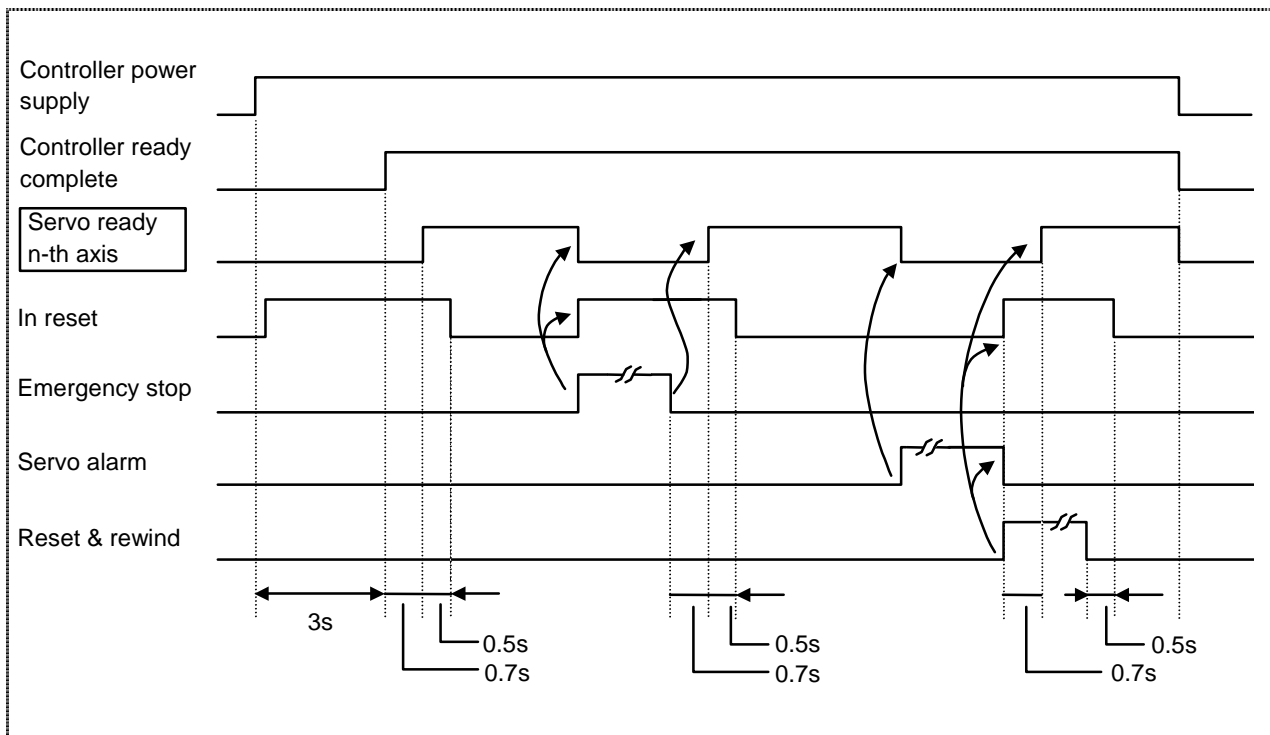 Controller power
supply
Controller ready
complete
Servo ready
n-th axis
In reset
Emergency stop
Servo alarm
Reset & rewind
3s
0.5s
0.7s
0.5s
0.7s
0.5s
0.7s